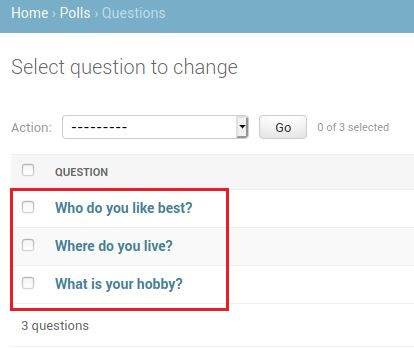 Home › Polls › Questions
Select question to change
Action: --------- Go 0 of 3 selected
QUESTION
Who do you like best?
Where do you live?
What is your hobby?
3 questions